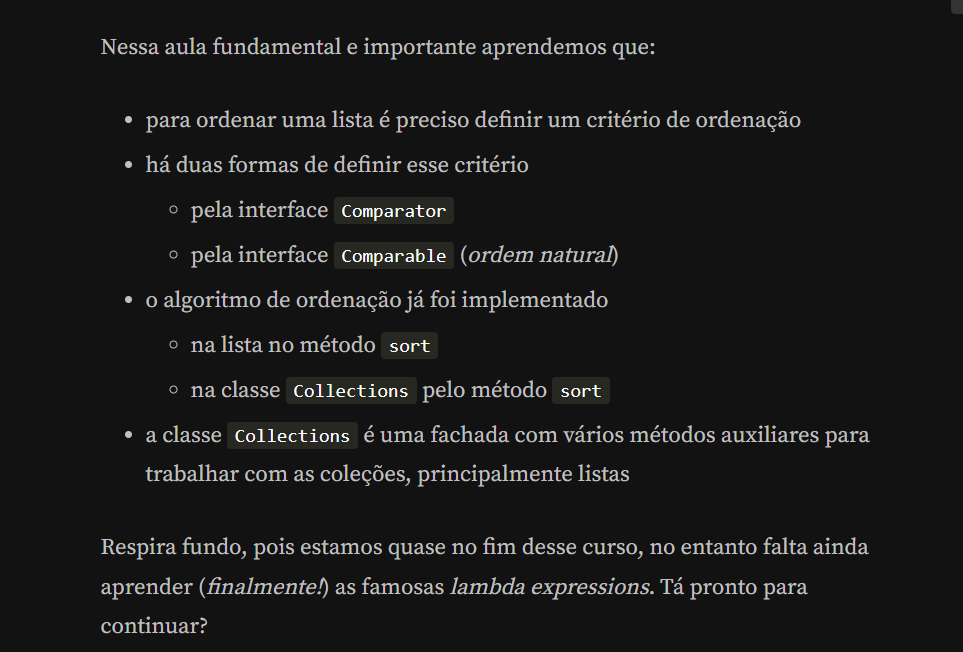 Nessa aula fundamental e importante aprendemos que:
para ordenar uma lista é preciso definir um critério de ordenação
há duas formas de definir esse critério
pela interface Comparator
pela interface Comparable (ordem natural)
o algoritmo de ordenação já foi implementado
na lista no método sort
na classe Collections pelo método sort
a classe Collections é uma fachada com vários métodos auxiliares para
trabalhar com as coleções, principalmente listas
Respira fundo, pois estamos quase no fim desse curso, no entanto falta ainda
aprender (finalmente!) as famosas lambda expressions. Tá pronto para
continuar?